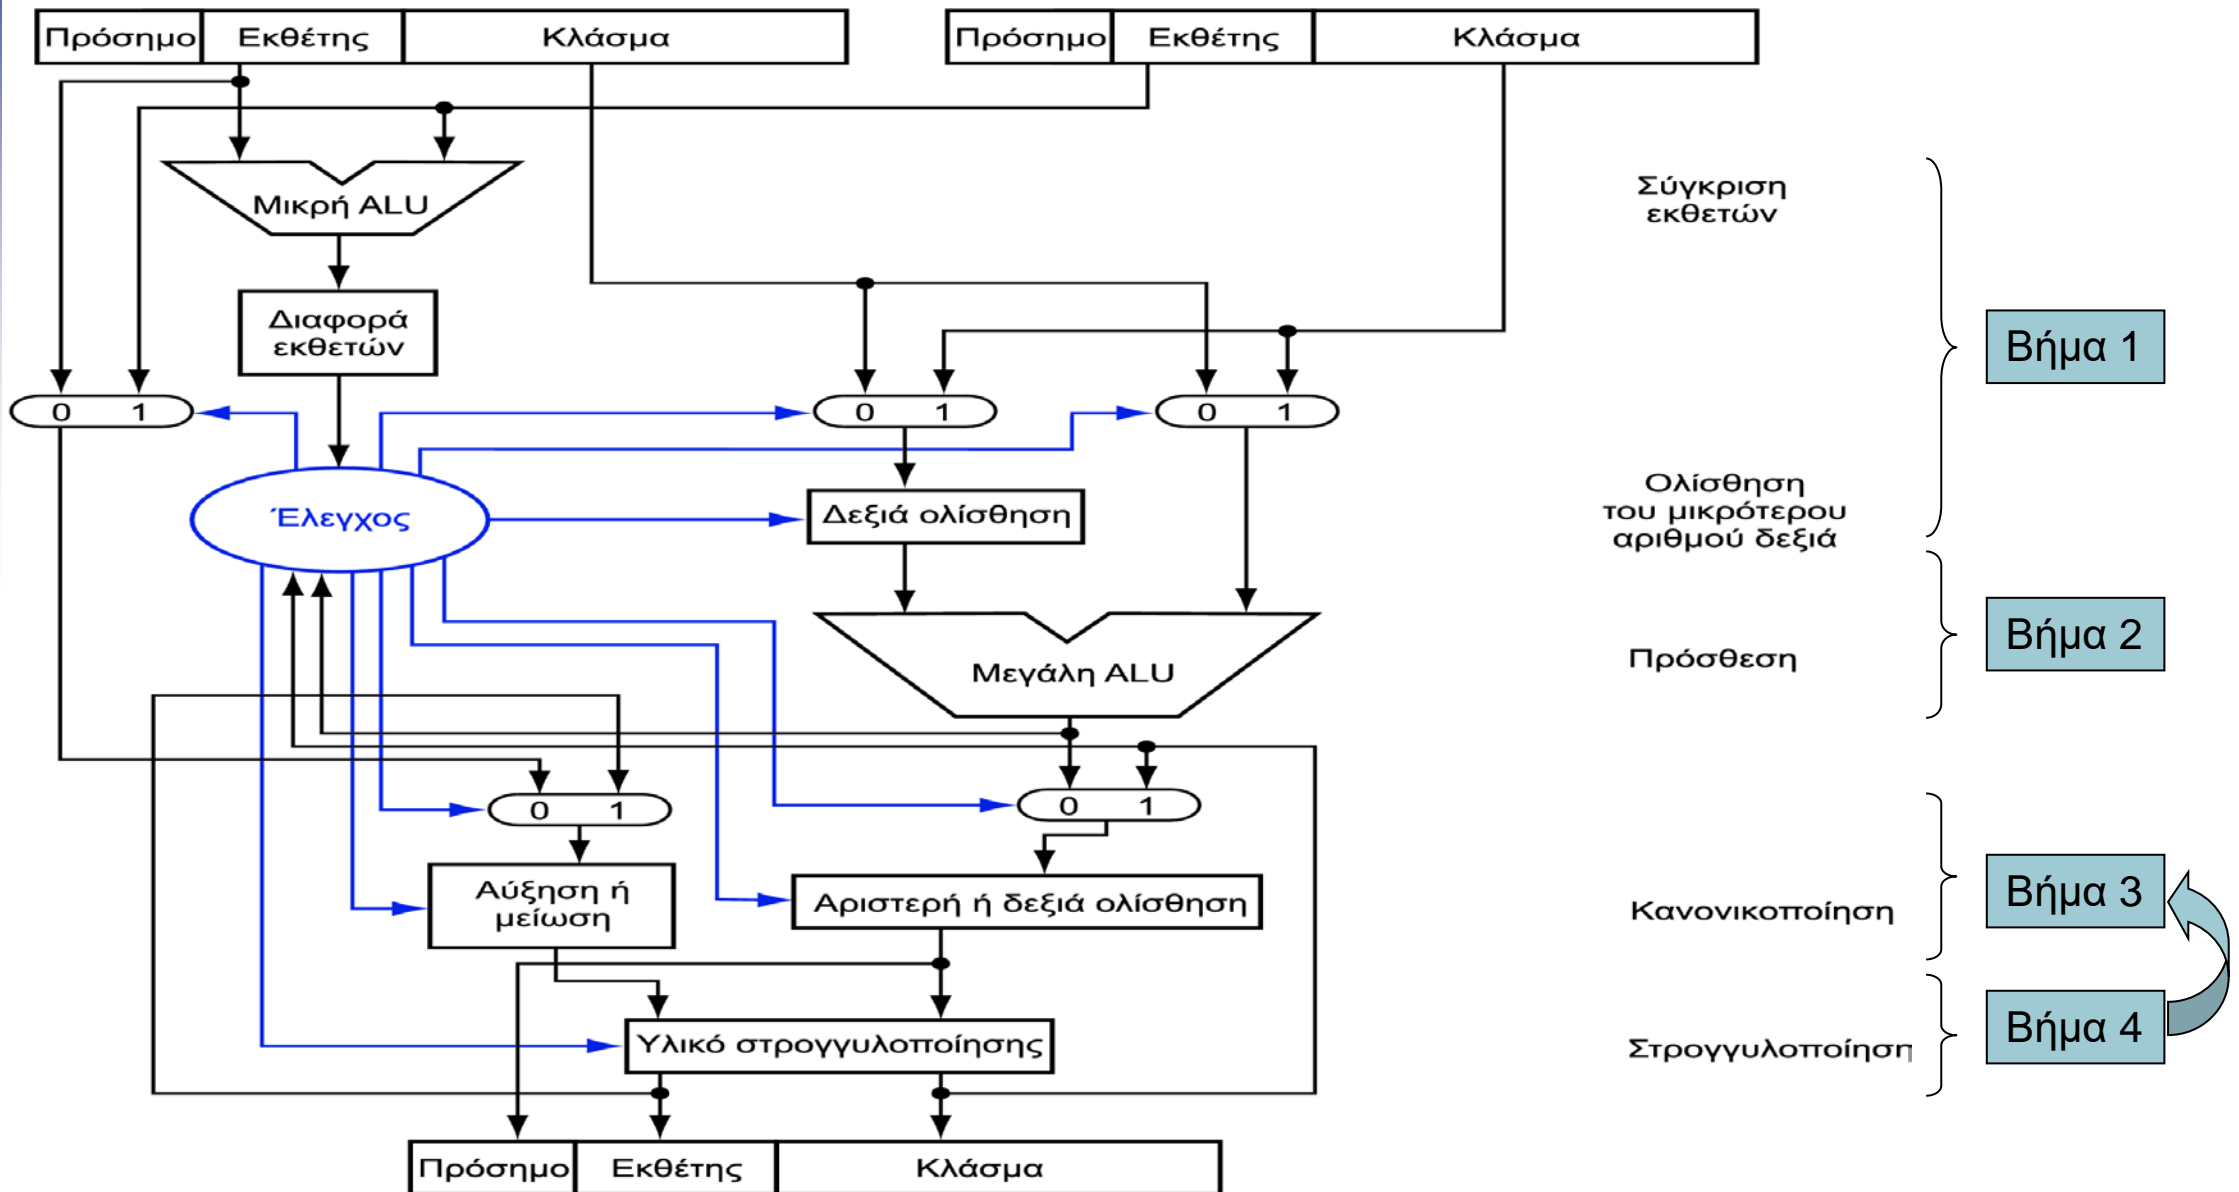 Πρόσημο Εκθέτης Κλάσμα Πρόσημο Εκθέτης Κλάσμα
Μικρή ALU
Σύγκριση
εκθετών
Διαφορά
εκθετών
Βήμα 1
0 1 0 1 0 1
Έλεγχος
Δεξιά ολίσθηση
Ολίσθηση
του μικρότερου
αριθμού δεξιά
Μεγάλη ALU
Πρόσθεση
Βήμα 2
0 1 0 1
Αύξηση ή
μείωση
Αριστερή ή δεξιά ολίσθηση
Κανονικοποίηση
Βήμα 3
Υλικό στρογγυλοποίησης
Στρογγυλοποίηση
Βήμα 4
Πρόσημο Εκθέτης Κλάσμα